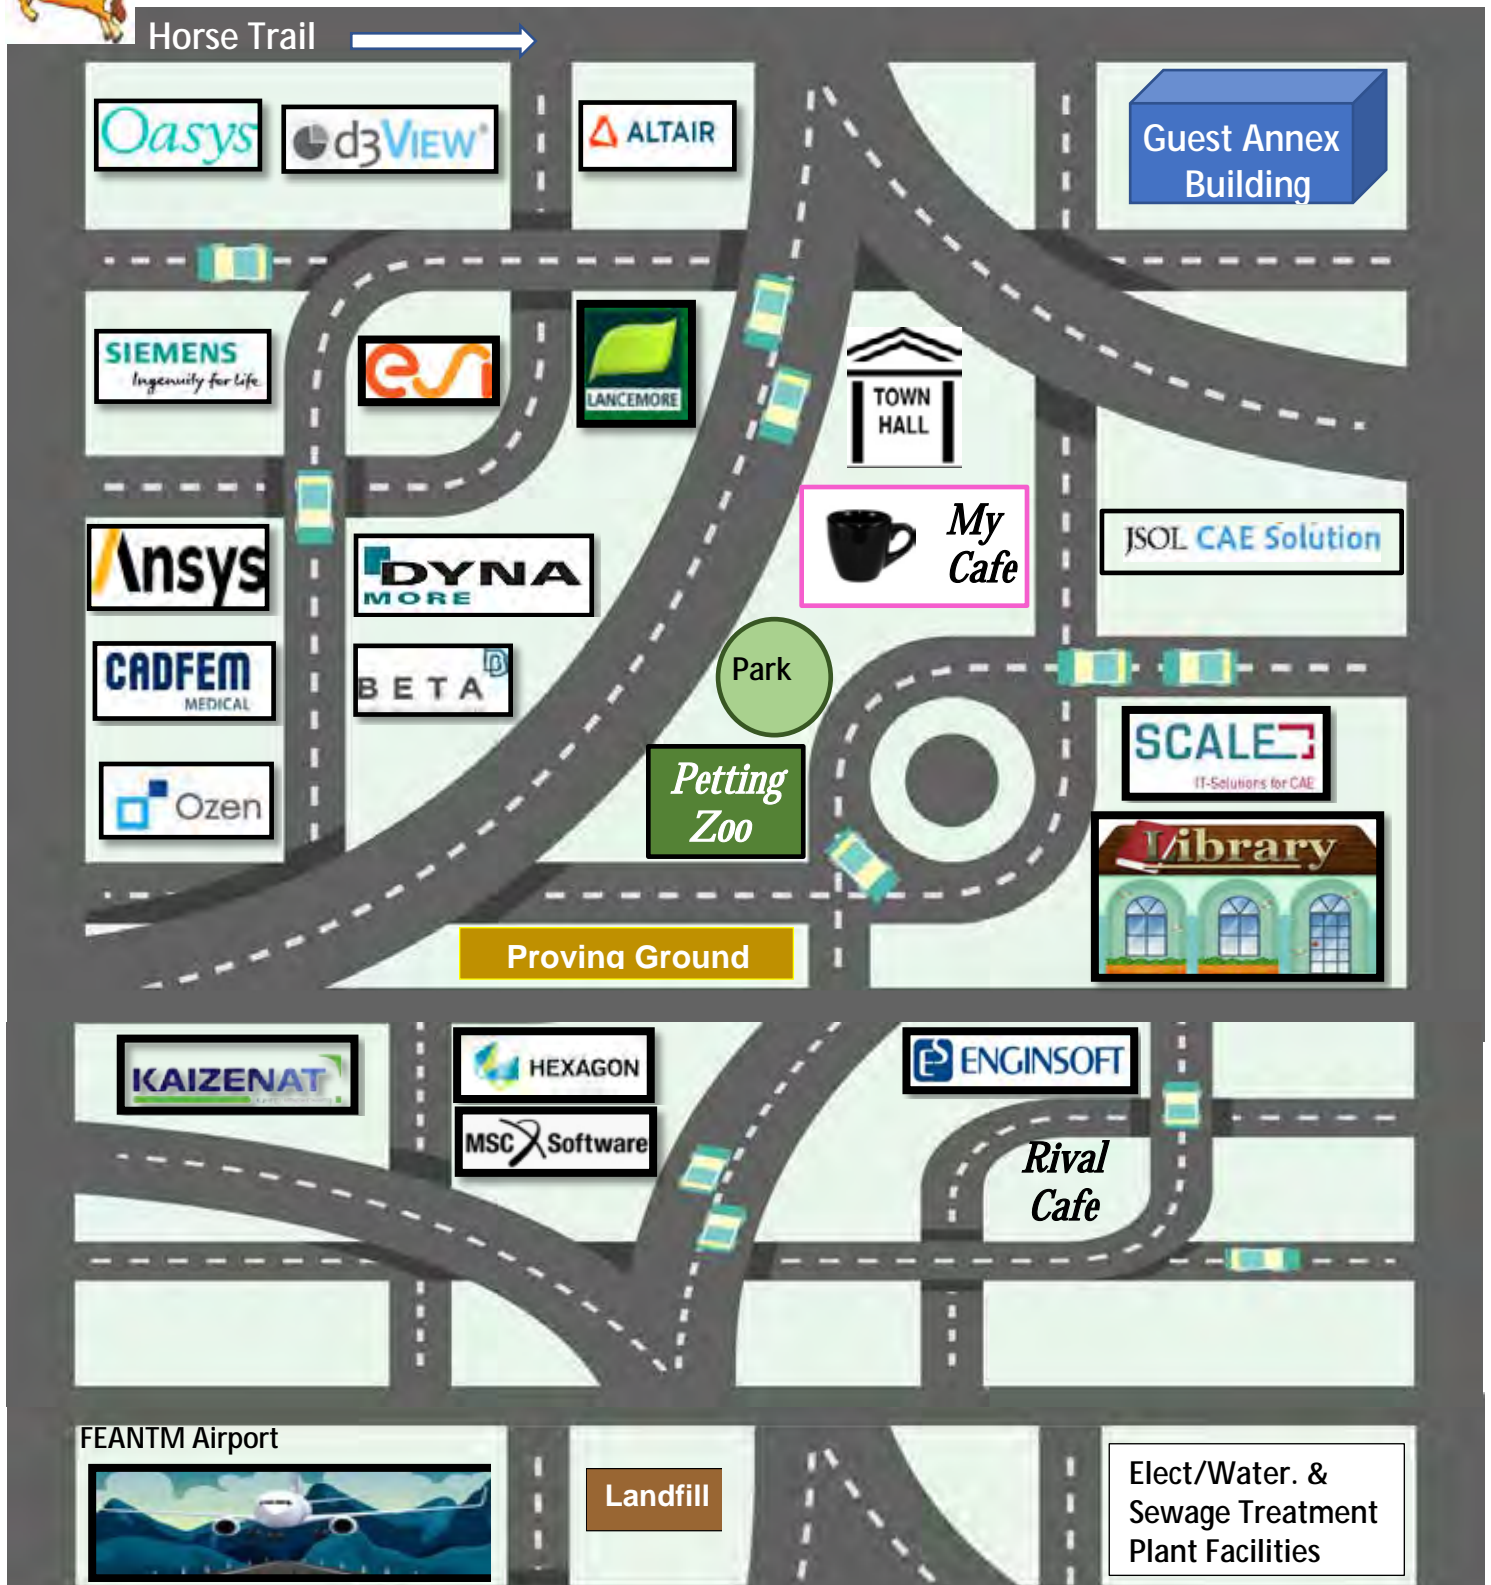 Horse Trail
Oasys
d3VIEW
ALTAIR
Guest Annex
Building
SIEMENS
Ingenuity for life
esi
LANCEMORE
TOWN
HALL
My
Cafe
JSOL CAE Solution
Ansys
DYNA
MORE
CADFEM
MEDICAL
BETA
β
Park
Petting
Zoo
SCALE
IT-Solutions for CAE
Ozen
Library
Proving Ground
KAIZENAT
HEXAGON
MSC Software
ENGINSOFT
Rival
Cafe
FEANTM Airport
Landfill
Elect/Water. &
Sewage Treatment
Plant Facilities